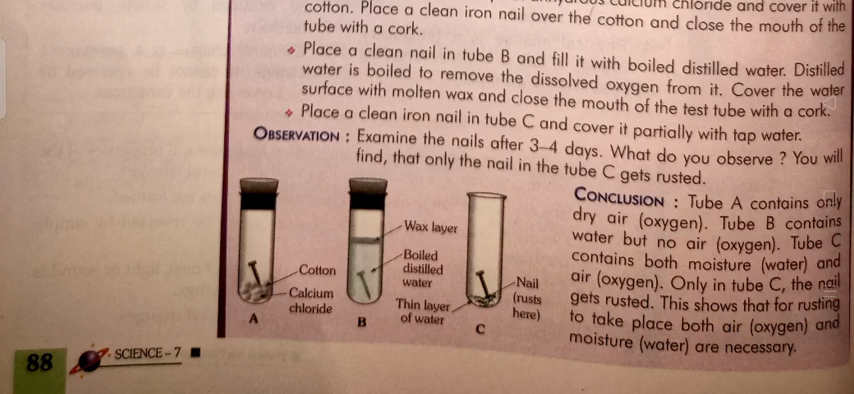 calcium chloride and cover it with
cotton. Place a clean iron nail over the cotton and close the mouth of the
tube with a cork.
❖ Place a clean nail in tube B and fill it with boiled distilled water. Distilled
water is boiled to remove the dissolved oxygen from it. Cover the water
surface with molten wax and close the mouth of the test tube with a cork.
❖ Place a clean iron nail in tube C and cover it partially with tap water.
OBSERVATION : Examine the nails after 3–4 days. What do you observe ? You will
find, that only the nail in the tube C gets rusted.
CONCLUSION : Tube A contains only
dry air (oxygen). Tube B contains
water but no air (oxygen). Tube C
contains both moisture (water) and
air (oxygen). Only in tube C, the nail
gets rusted. This shows that for rusting
to take place both air (oxygen) and
moisture (water) are necessary.
Cotton
Calcium
chloride
A
Wax layer
Boiled
distilled
water
Thin layer
of water
B
Nail
(rusts
here)
C
88
SCIENCE – 7